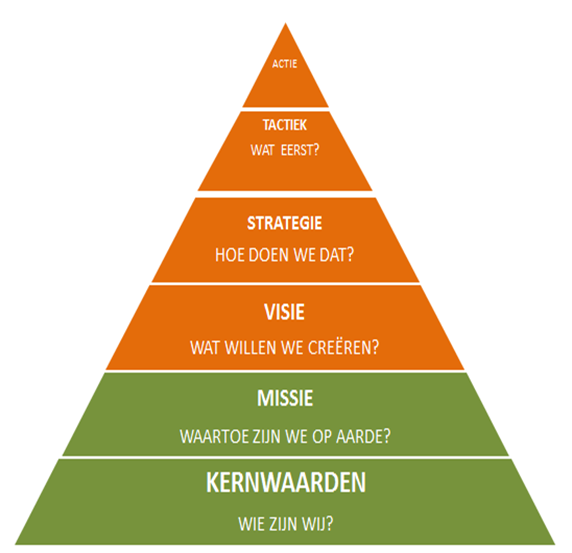 ACTIE
TACTIEK
WAT EERST?
STRATEGIE
HOE DOEN WE DAT?
VISIE
WAT WILLEN WE CREËREN?
MISSIE
WAARTOE ZIJN WE OP AARDE?
KERNWAARDEN
WIE ZIJN WIJ?